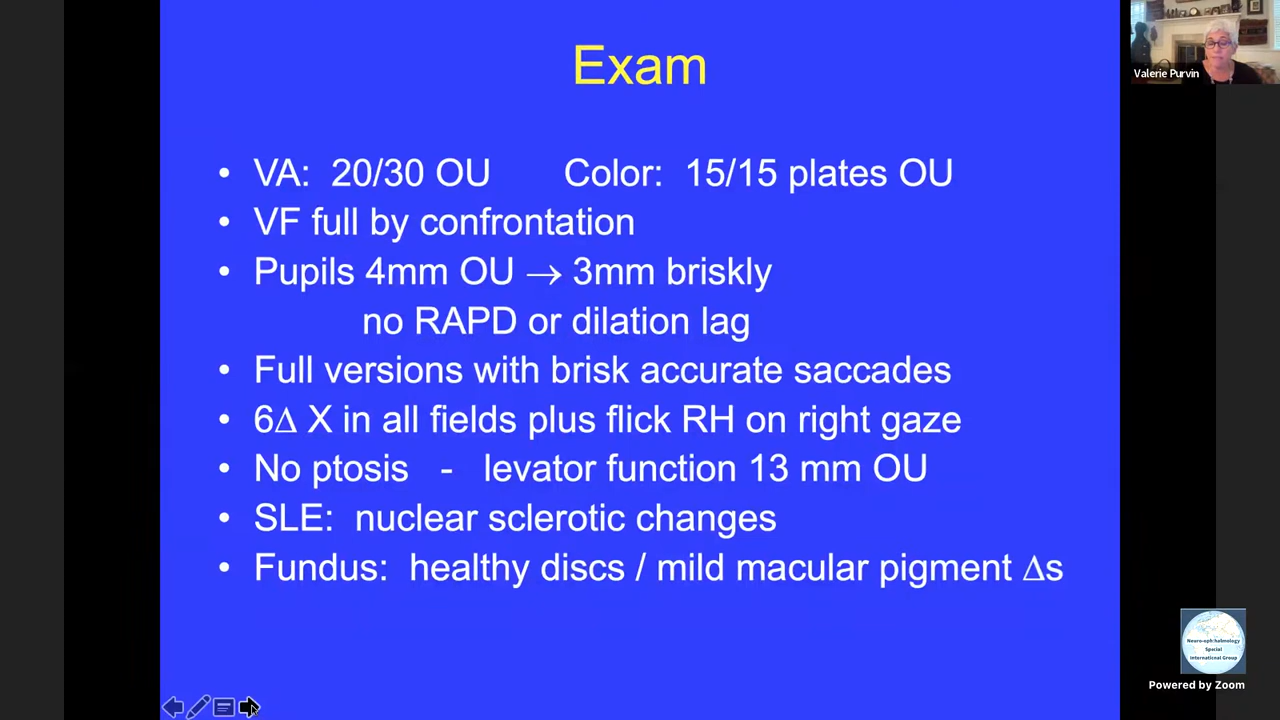 Exam
• VA: 20/30 OU Color: 15/15 plates OU
• VF full by confrontation
• Pupils 4mm OU → 3mm briskly
no RAPD or dilation lag
• Full versions with brisk accurate saccades
• 6Δ X in all fields plus flick RH on right gaze
• No ptosis - levator function 13 mm OU
• SLE: nuclear sclerotic changes
• Fundus: healthy discs / mild macular pigment Δs
Valerie Purvin
Neuro-ophthalmology
Special
International Group
Powered by Zoom